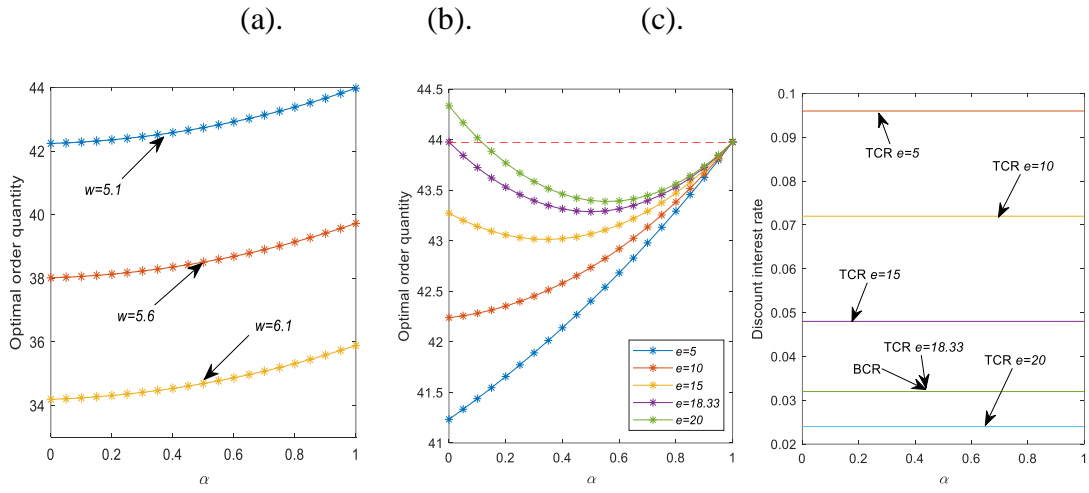 (a).
(b).
(c).
Optimal order quantity
44
42
40
38
36
34
w=5.1
w=5.6
w=6.1
0
0.2
0.4
0.6
0.8
1
α
Optimal order quantity
44.5
44
43.5
43
42.5
42
41.5
41
e=5
e=10
e=15
e=18.33
e=20
0
0.2
0.4
0.6
0.8
1
α
Discount interest rate
0.1
0.09
0.08
0.07
0.06
0.05
0.04
0.03
0.02
TCR e=5
TCR e=10
TCR e=15
TCR e=18.33
BCR
TCR e=20
0
0.2
0.4
0.6
0.8
1
α